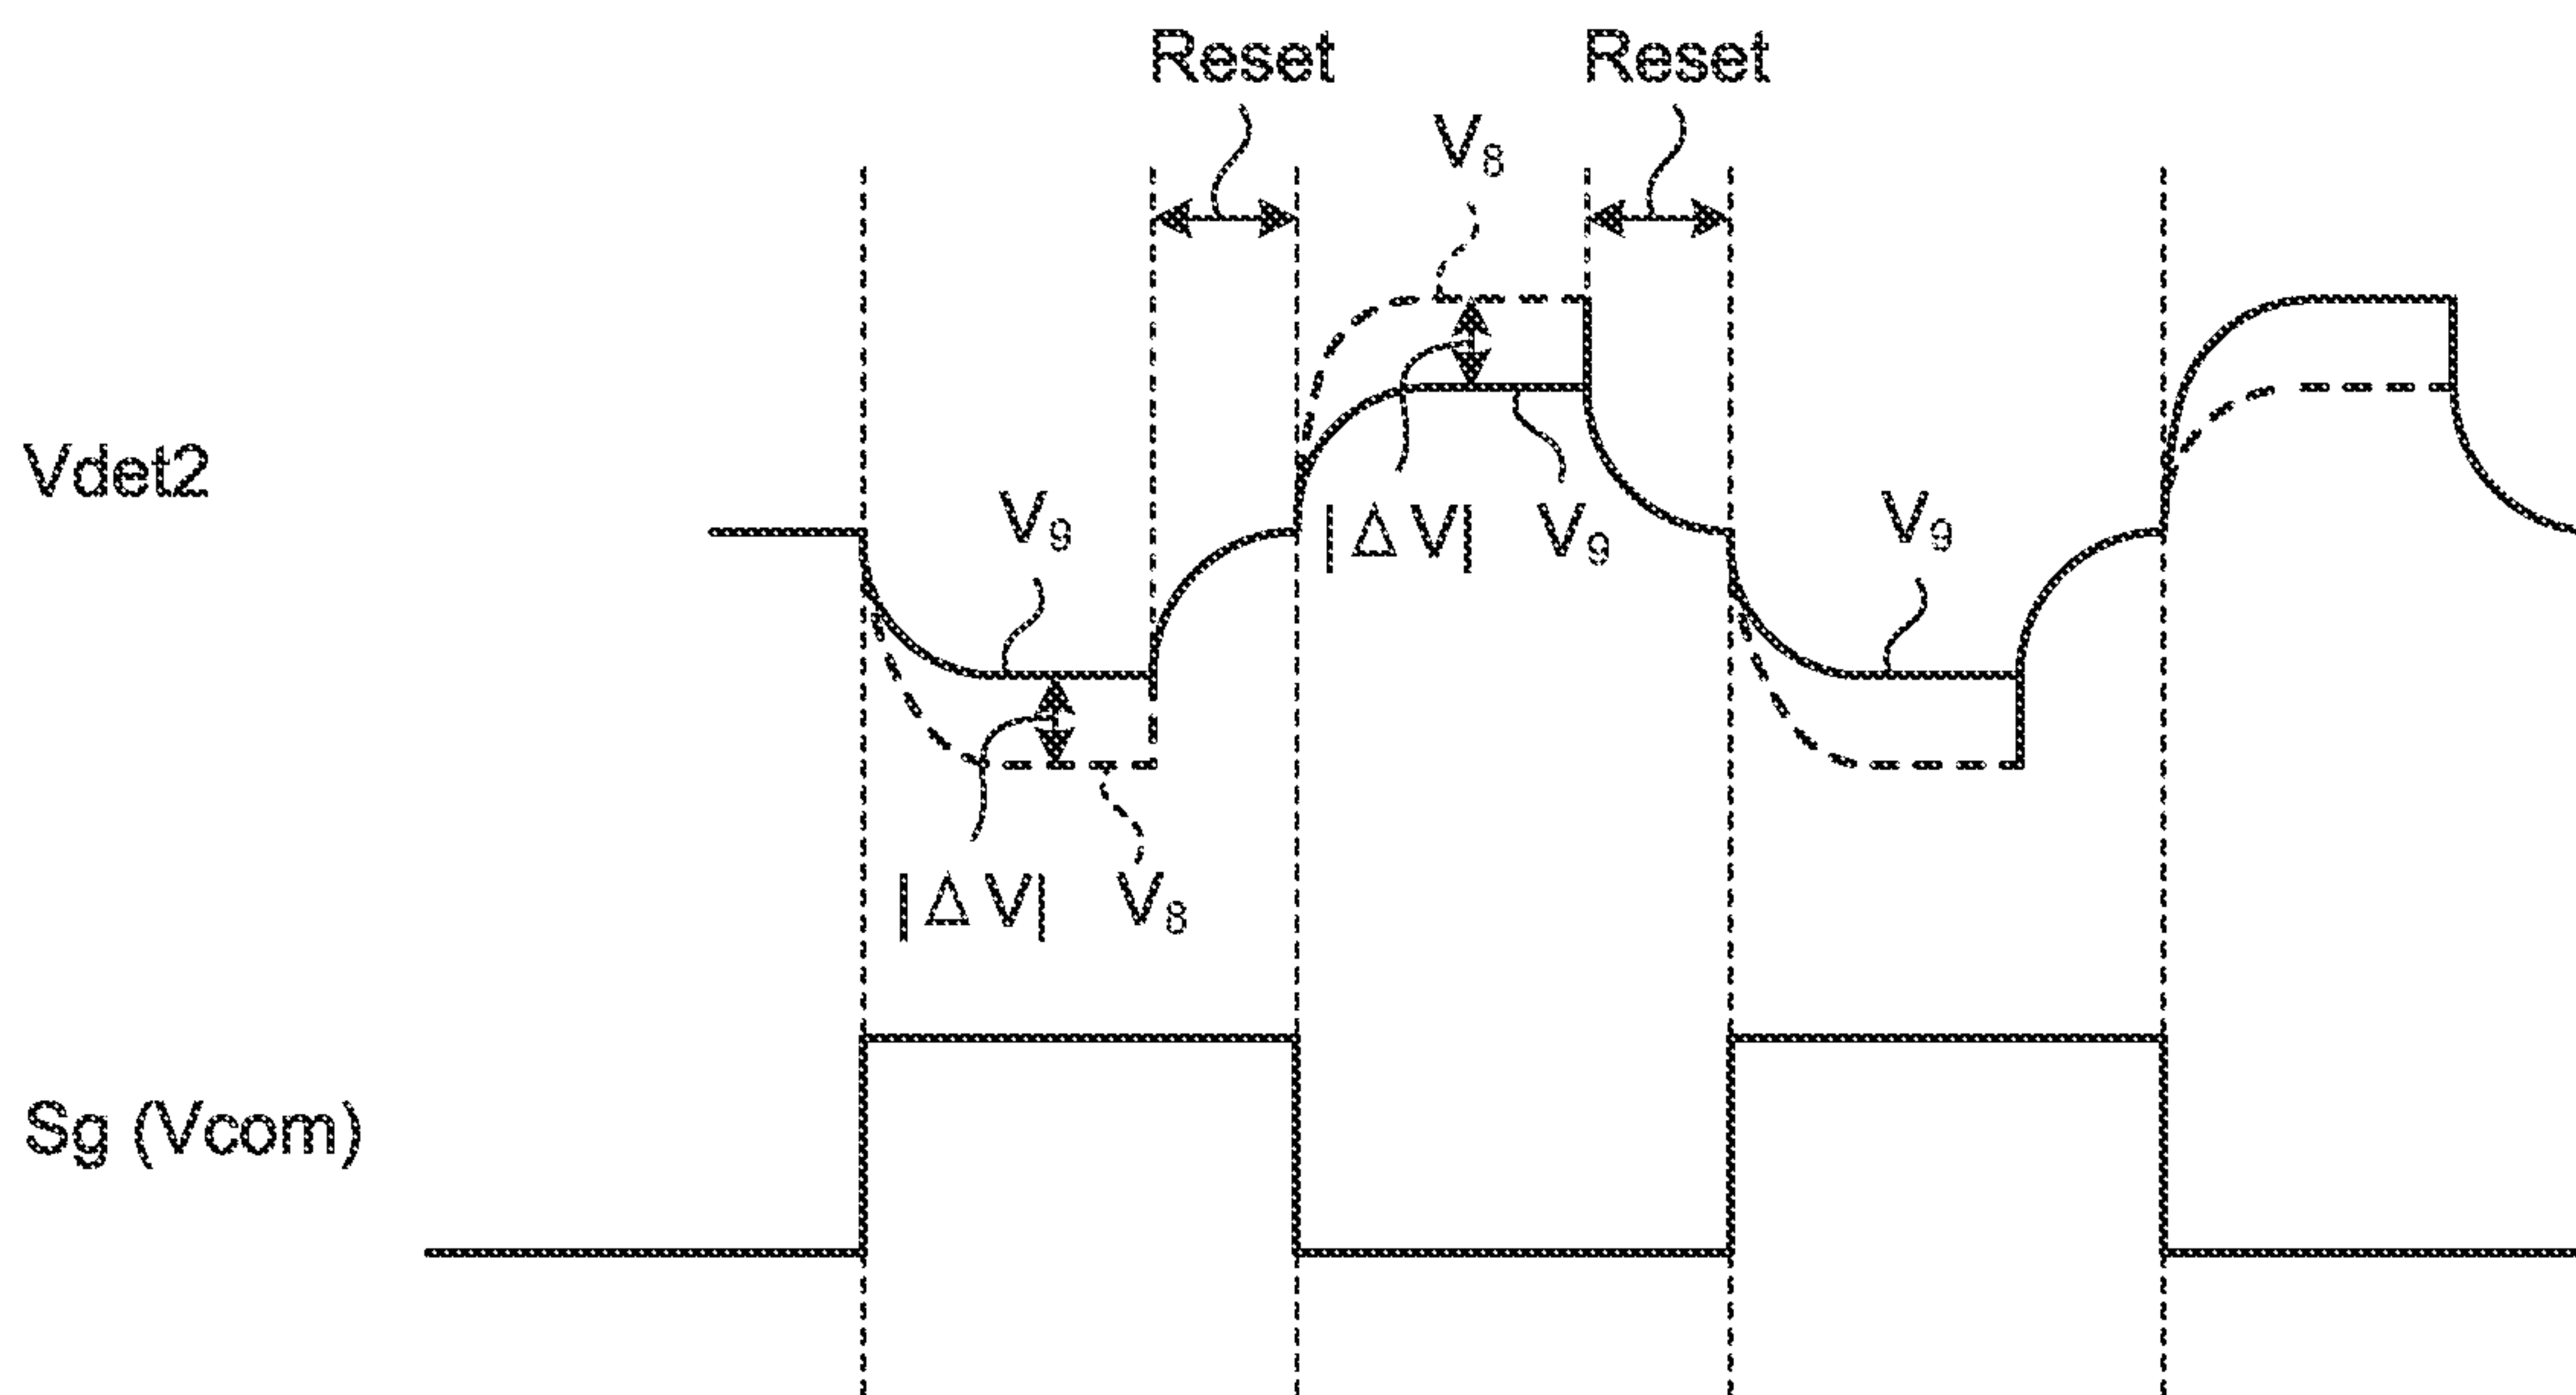 Reset Reset
V₈
Vdet2
V₉ |ΔV| V₉ V₉
|ΔV| V₈
Sg (Vcom)